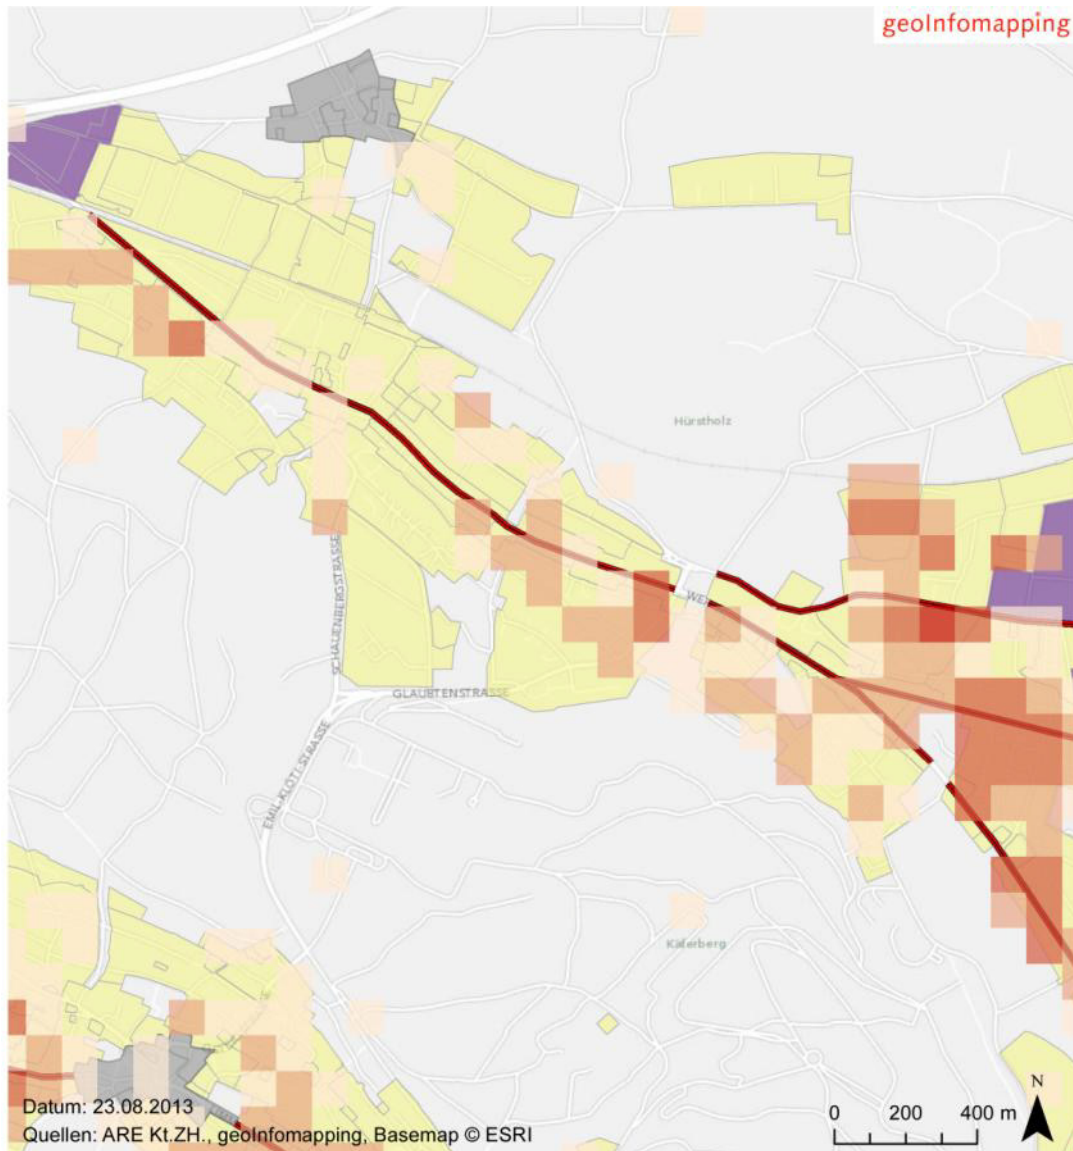 geoInfomapping
Hürstholz
SCHAUENBERGSTRASSE
WEH
GLAUBTENSTRASSE
EMIL-KLÖTI-STRASSE
Käferberg
N
Datum: 23.08.2013
0 200 400 m
Quellen: ARE Kt.ZH., geoInfomapping, Basemap © ESRI